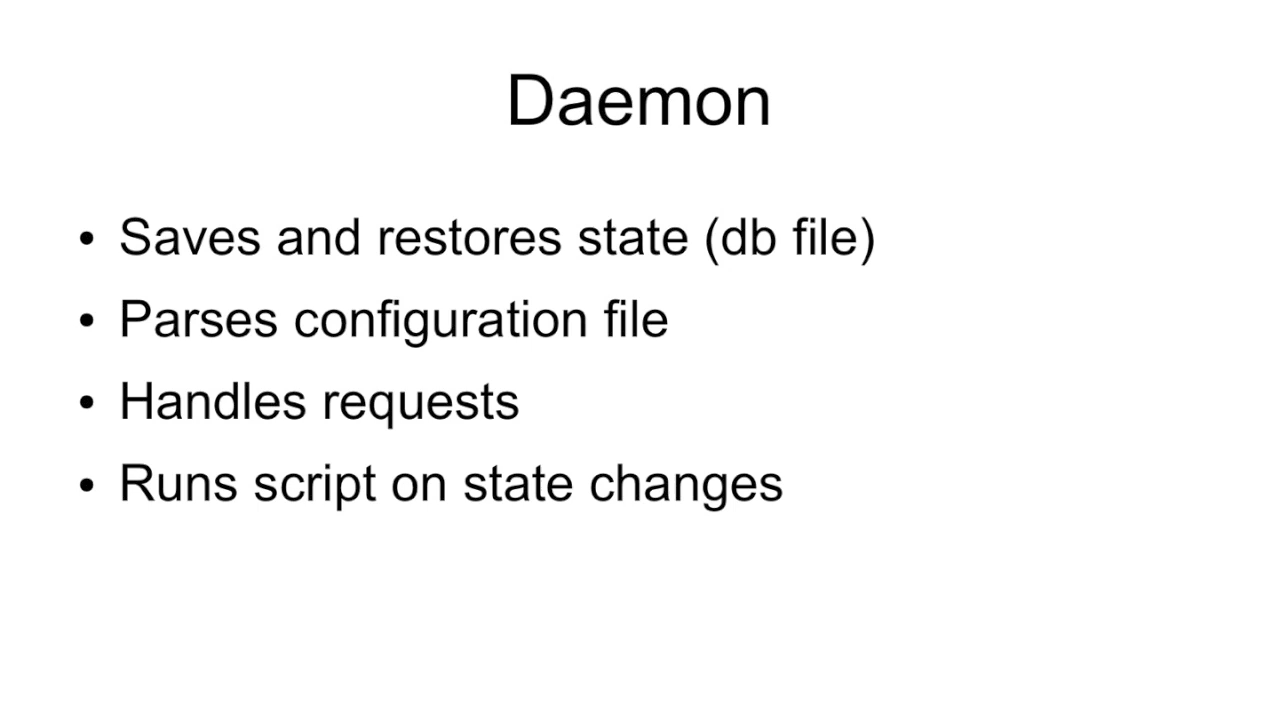 Daemon
• Saves and restores state (db file)
• Parses configuration file
• Handles requests
• Runs script on state changes